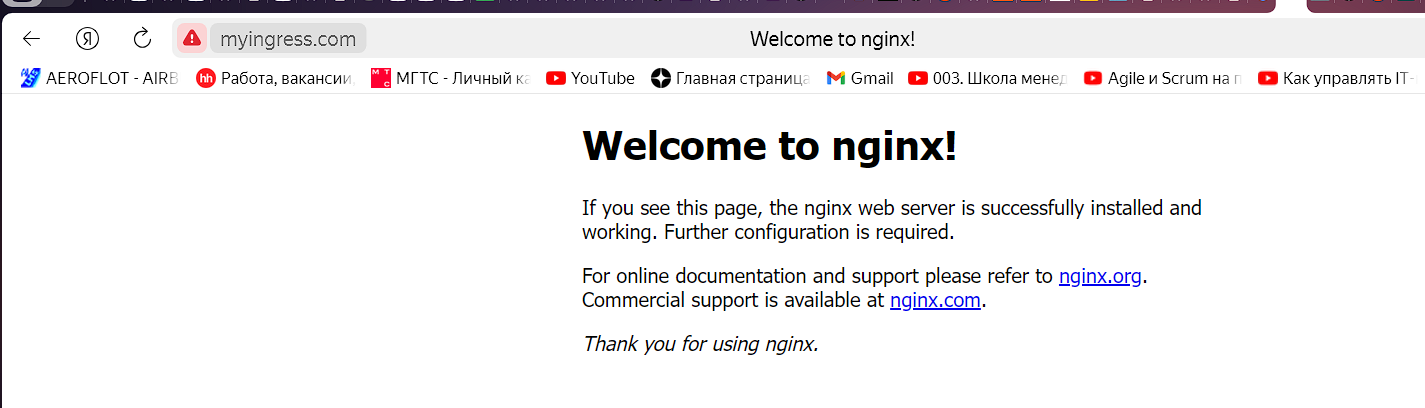 myingress.com Welcome to nginx!
AEROFLOT - AIRB hh Работа, вакансии, МТС МГТС - Личный ка YouTube Главная страница Gmail 003. Школа менед Agile и Scrum на п Как управлять IT-
Welcome to nginx!
If you see this page, the nginx web server is successfully installed and
working. Further configuration is required.
For online documentation and support please refer to nginx.org.
Commercial support is available at nginx.com.
Thank you for using nginx.